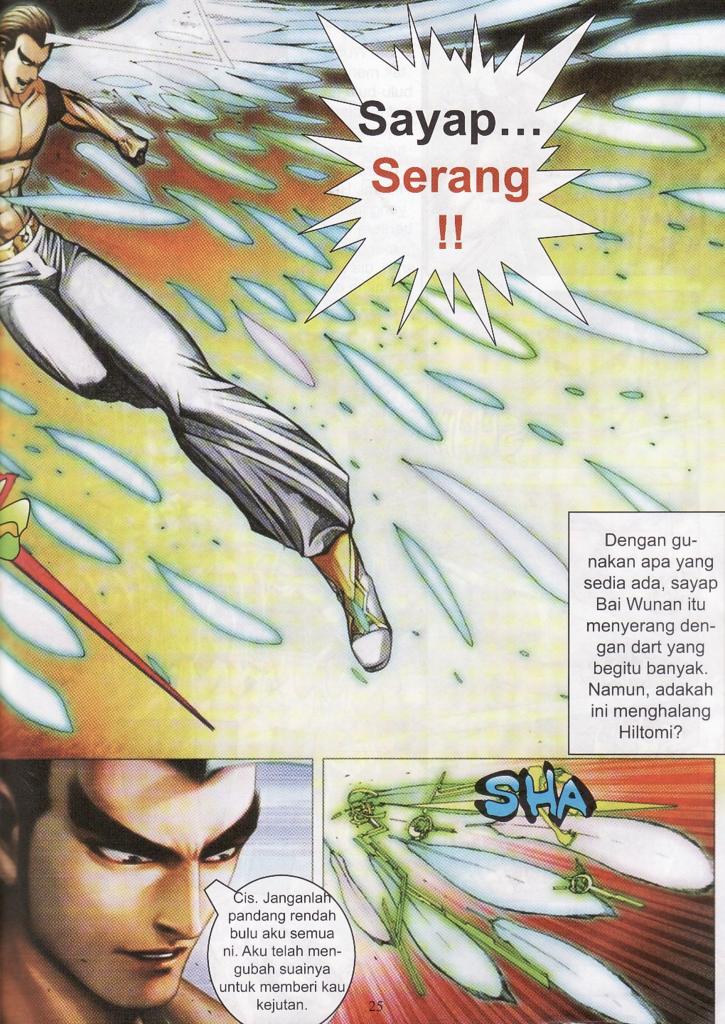 Sayap...
Serang
!!
Dengan gu-
nakan apa yang
sedia ada, sayap
Bai Wunan itu
menyerang den-
gan dart yang
begitu banyak.
Namun, adakah
ini menghalang
Hiltomi?
SHA
Cis. Janganlah
pandang rendah
bulu aku semua
ni. Aku telah men-
gubah suainya
untuk memberi kau
kejutan.
25